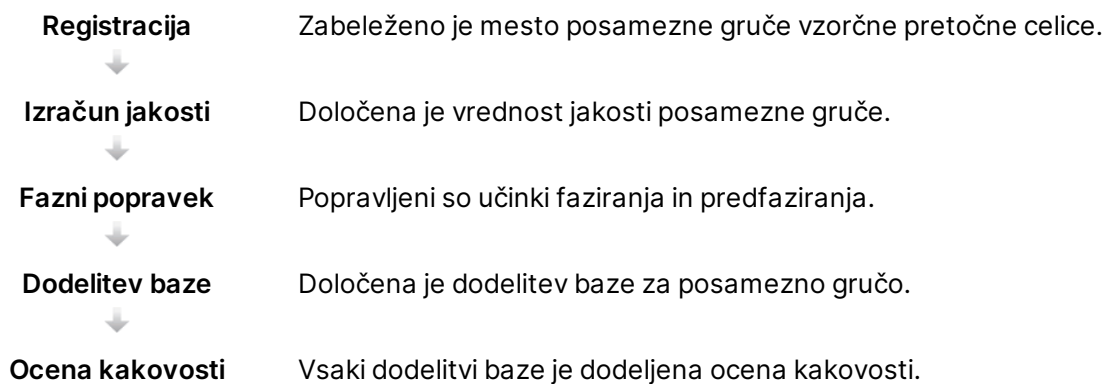 Registracija Zabeleženo je mesto posamezne gruče vzorčne pretočne celice.
Izračun jakosti Določena je vrednost jakosti posamezne gruče.
Fazni popravek Popravljeni so učinki faziranja in predfaziranja.
Dodelitev baze Določena je dodelitev baze za posamezno gručo.
Ocena kakovosti Vsaki dodelitvi baze je dodeljena ocena kakovosti.